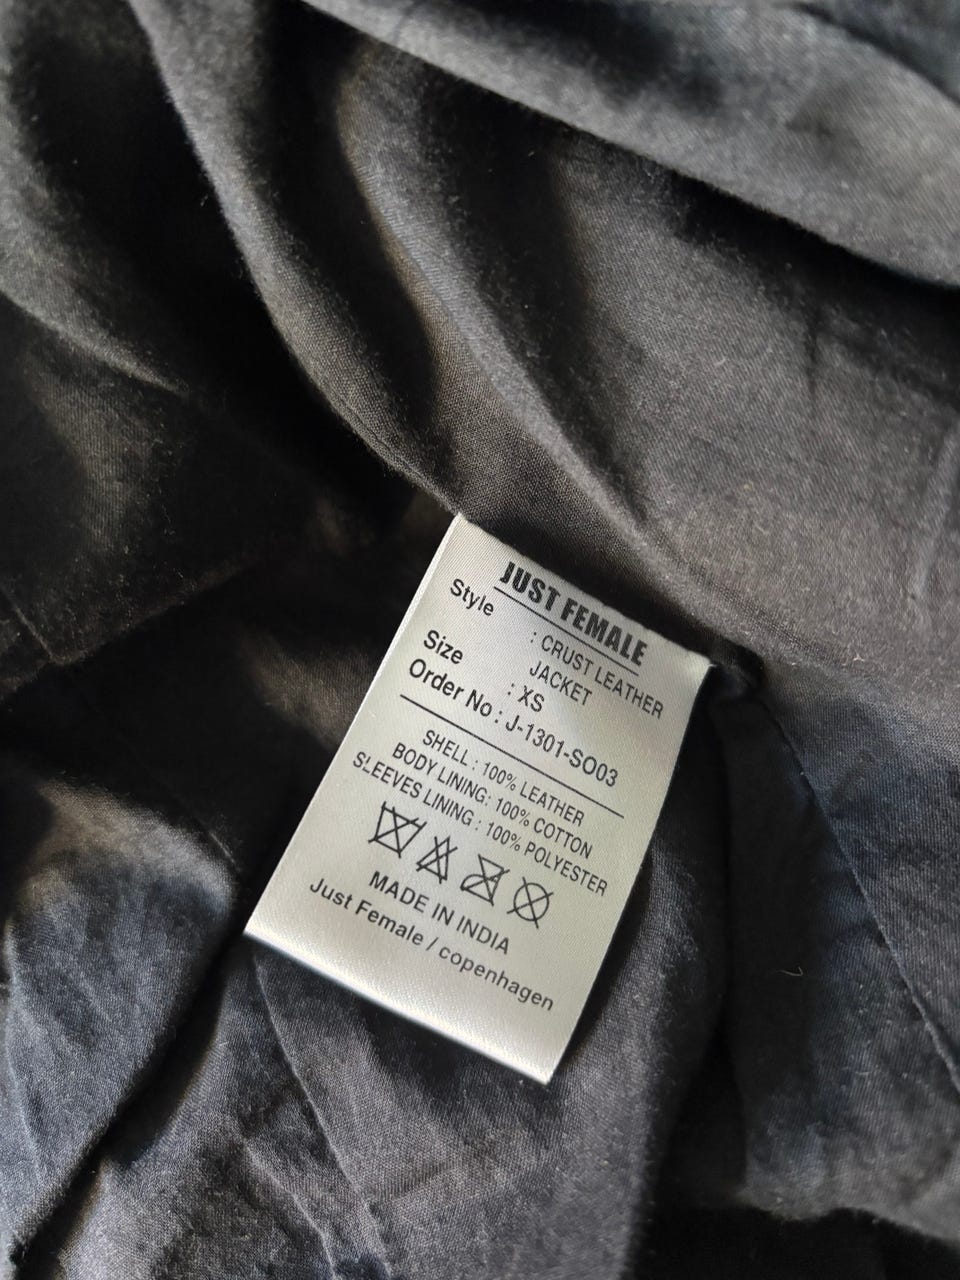 JUST FEMALE
Style : CRUST LEATHER
JACKET
Size : XS
Order No : J-1301-SO03
SHELL : 100% LEATHER
BODY LINING: 100% COTTON
SLEEVES LINING : 100% POLYESTER
MADE IN INDIA
Just Female / copenhagen